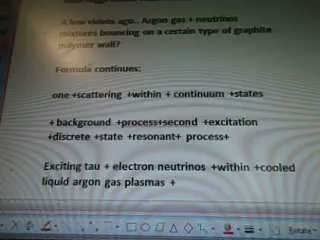 A few videos ago.. Argon gas + neutrinos
mixtures bouncing on a certain type of graphite
polymer wall?
Formula continues:
one +scattering +within + continuum +states
+ background +process+second +excitation
+discrete +state +resonant+ process+
Exciting tau + electron neutrinos +within +cooled
liquid argon gas plasmas +
Rotate